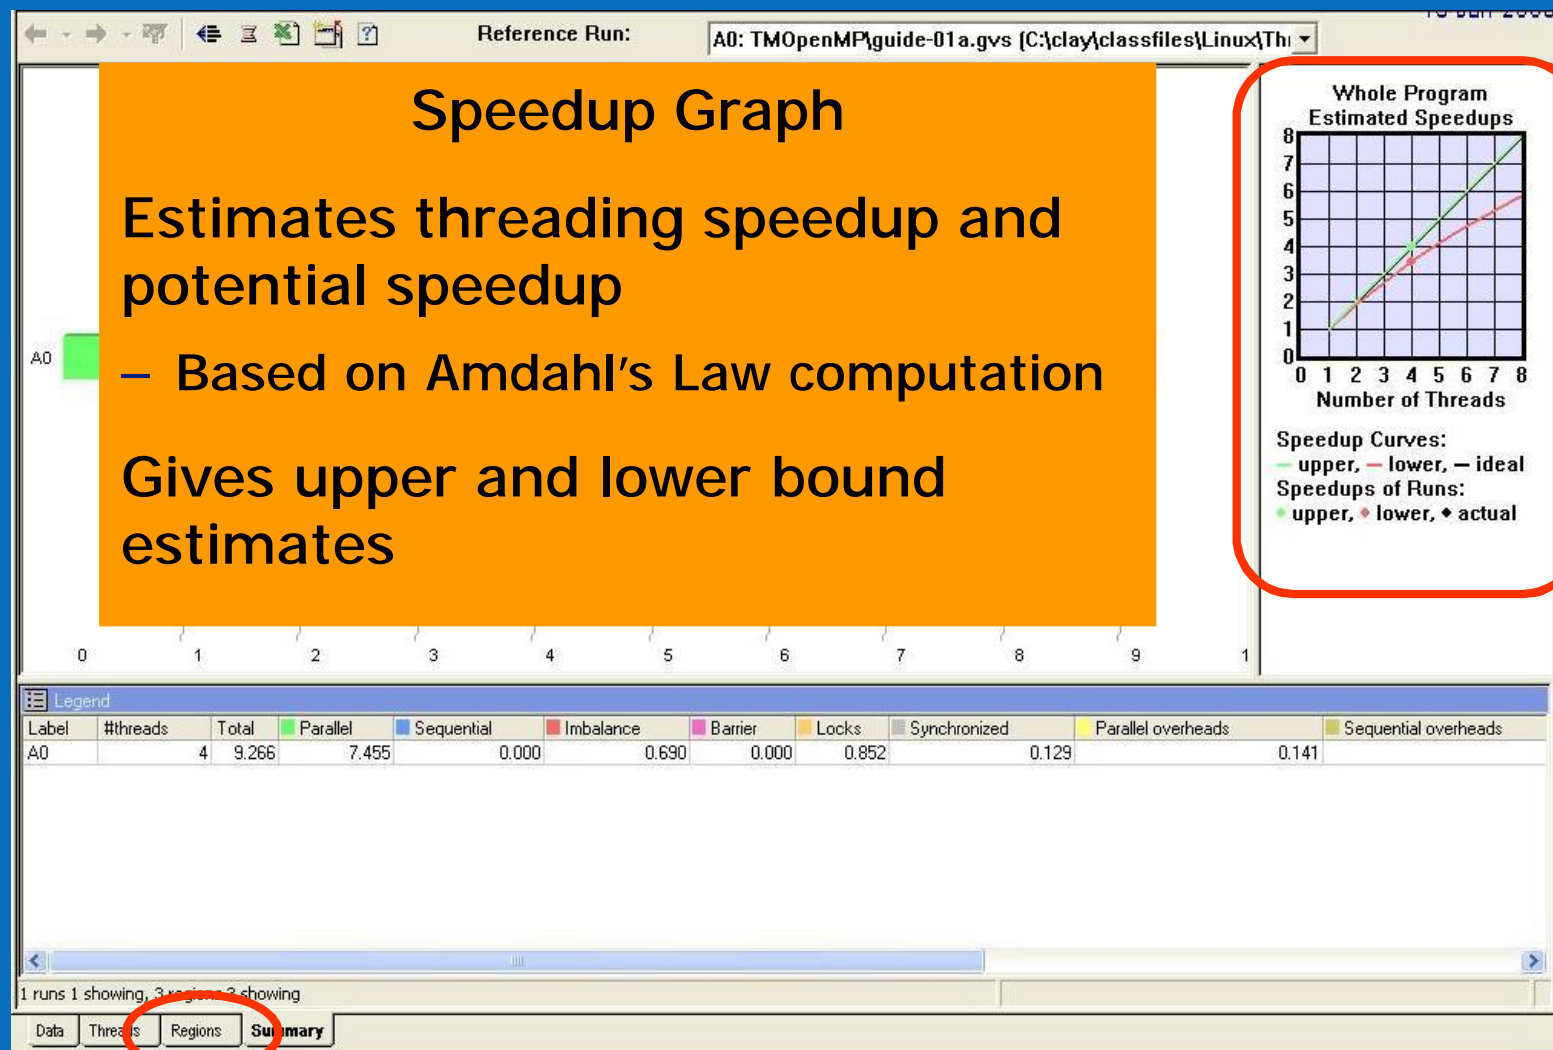 Reference Run:
A0: TMOpenMP\guide-01a.gvs (C:\clay\classfiles\Linux\Thr
Speedup Graph
Estimates threading speedup and
potential speedup
– Based on Amdahl's Law computation
Gives upper and lower bound
estimates
A0
0 1 2 3 4 5 6 7 8 9 1
Whole Program
Estimated Speedups
8
7
6
5
4
3
2
1
0
0 1 2 3 4 5 6 7 8
Number of Threads
Speedup Curves:
upper, lower, ideal
Speedups of Runs:
upper, lower, actual
Legend
Label #threads Total Parallel Sequential Imbalance Barrier Locks Synchronized Parallel overheads Sequential overheads
A0 4 9.266 7.455 0.000 0.690 0.000 0.852 0.129 0.141
1 runs 1 showing, 3 regions 3 showing
Data Threads Regions Summary